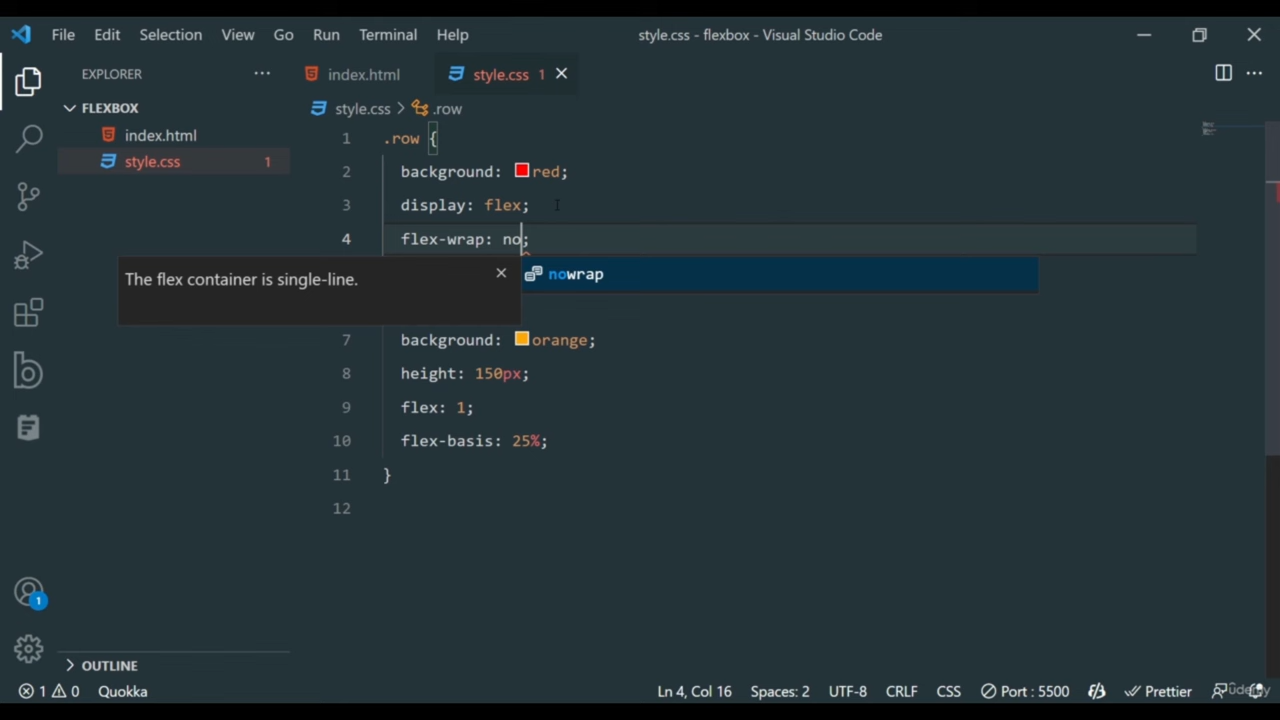 File Edit Selection View Go Run Terminal Help
style.css - flexbox - Visual Studio Code
EXPLORER
FLEXBOX
index.html
style.css 1
index.html
style.css 1
style.css > .row
1 .row {
2 background: red;
3 display: flex;
4 flex-wrap: no;
The flex container is single-line.
nowrap
7 background: orange;
8 height: 150px;
9 flex: 1;
10 flex-basis: 25%;
11 }
12
1
OUTLINE
1 0 Quokka
Ln 4, Col 16 Spaces: 2 UTF-8 CRLF CSS Port : 5500 Prettier